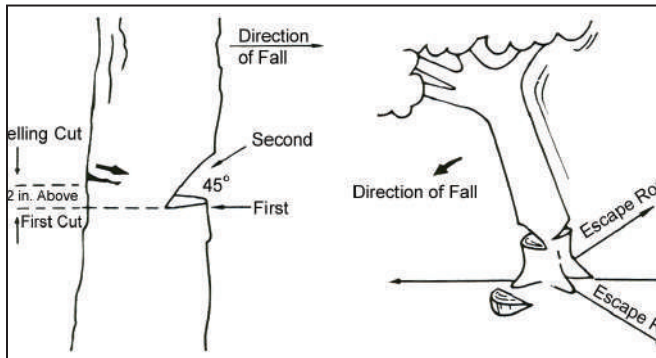 Direction
of Fall
elling Cut
Second
45°
2 in. Above
First
First Cut
Direction of Fall
Escape Ro
Escape R